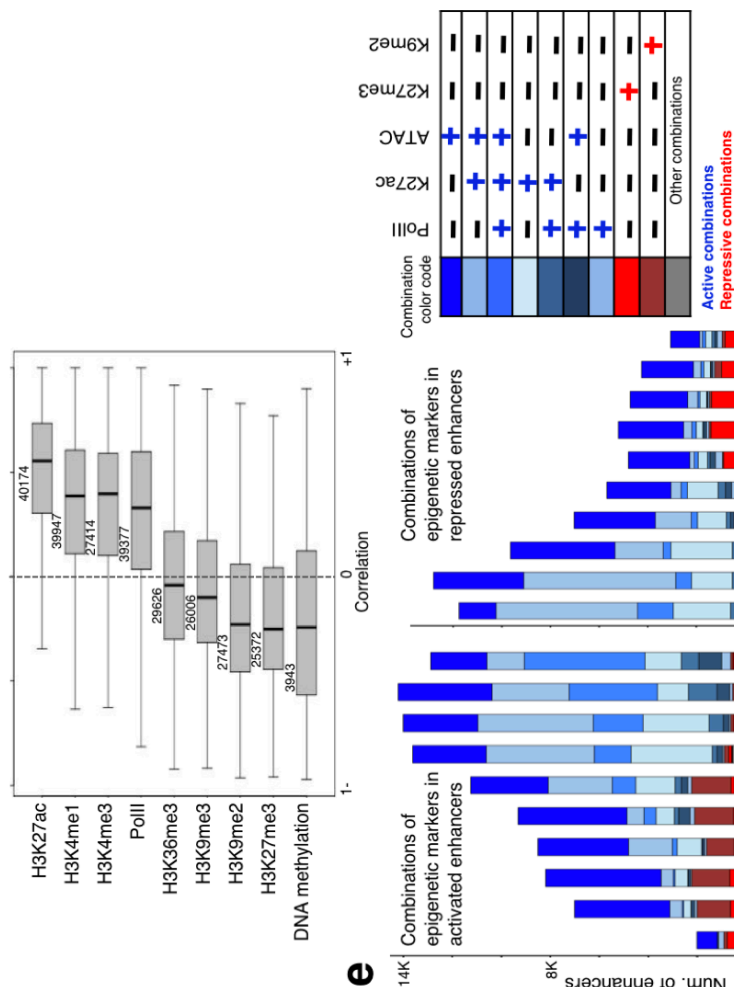 H3K27ac
H3K4me1
H3K4me3
PolII
H3K36me3
H3K9me3
H3K9me2
H3K27me3
DNA methylation
40174
39947
27414
39377
29626
26006
27473
25372
3943
1-
0
+1
Correlation
e
14K
8K
Num. of enhancers
Combinations of
epigenetic markers in
activated enhancers
Combinations of
epigenetic markers in
repressed enhancers
Combination
color code
PolII K27ac ATAC K27me3 K9me2
− − + − −
− + + − −
+ + + − −
− + − − −
+ + − − −
+ − + − −
+ − − − −
− − − + −
− − − − +
Other combinations
Active combinations
Repressive combinations